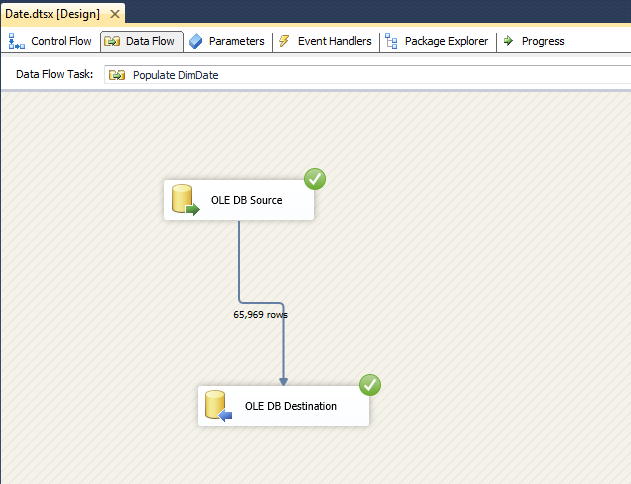 Date.dtsx [Design]
Control Flow Data Flow Parameters Event Handlers Package Explorer Progress
Data Flow Task: Populate DimDate
OLE DB Source
65,969 rows
OLE DB Destination